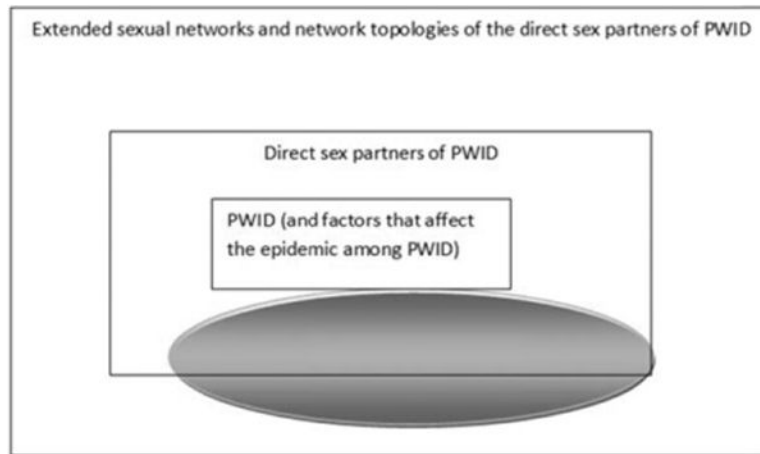 Extended sexual networks and network topologies of the direct sex partners of PWID
Direct sex partners of PWID
PWID (and factors that affect
the epidemic among PWID)